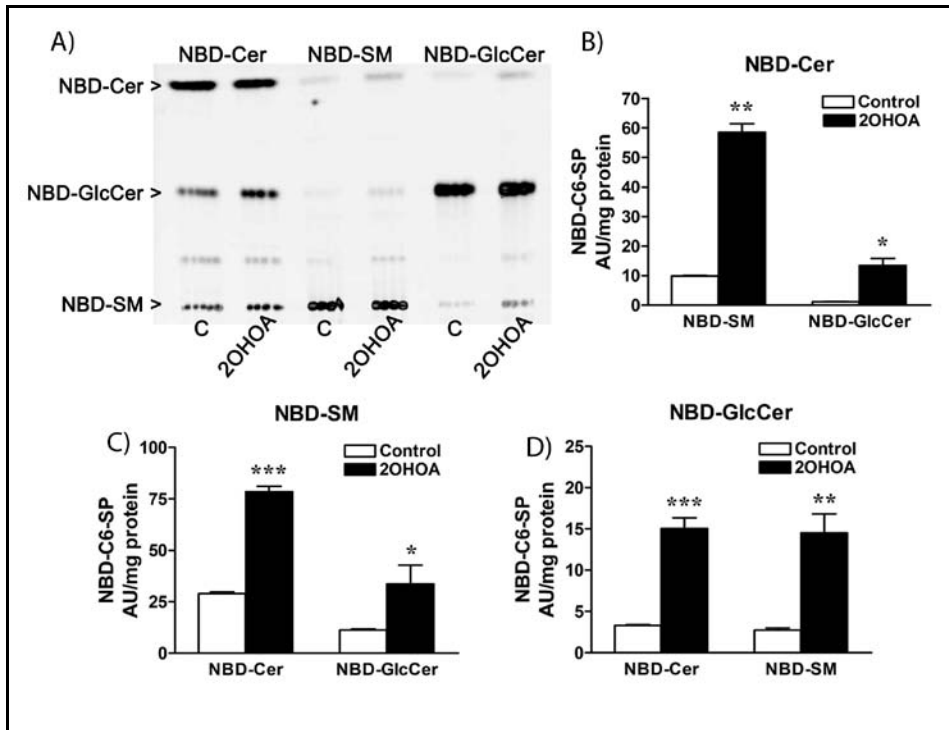 A)
NBD-Cer NBD-SM NBD-GlcCer
NBD-Cer >
NBD-GlcCer >
NBD-SM >
C 2OHOA C 2OHOA C 2OHOA
B)
NBD-Cer
Control
2OHOA
NBD-C6-SP
AU/mg protein
70
60
50
40
30
20
10
0
**
*
NBD-SM NBD-GlcCer
C)
NBD-SM
Control
2OHOA
NBD-C6-SP
AU/mg protein
100
75
50
25
0
***
*
NBD-Cer NBD-GlcCer
D)
NBD-GlcCer
Control
2OHOA
NBD-C6-SP
AU/mg protein
25
20
15
10
5
0
***
**
NBD-Cer NBD-SM